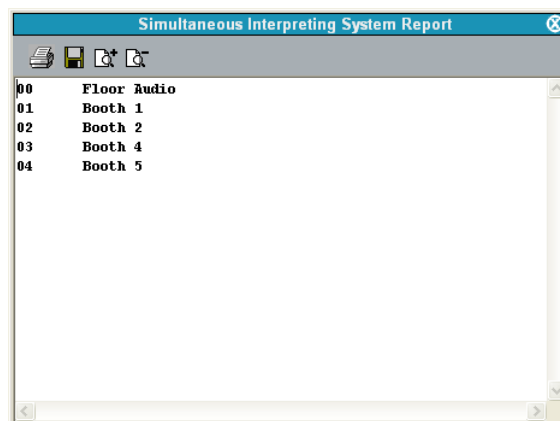 Simultaneous Interpreting System Report
00 Floor Audio
01 Booth 1
02 Booth 2
03 Booth 4
04 Booth 5